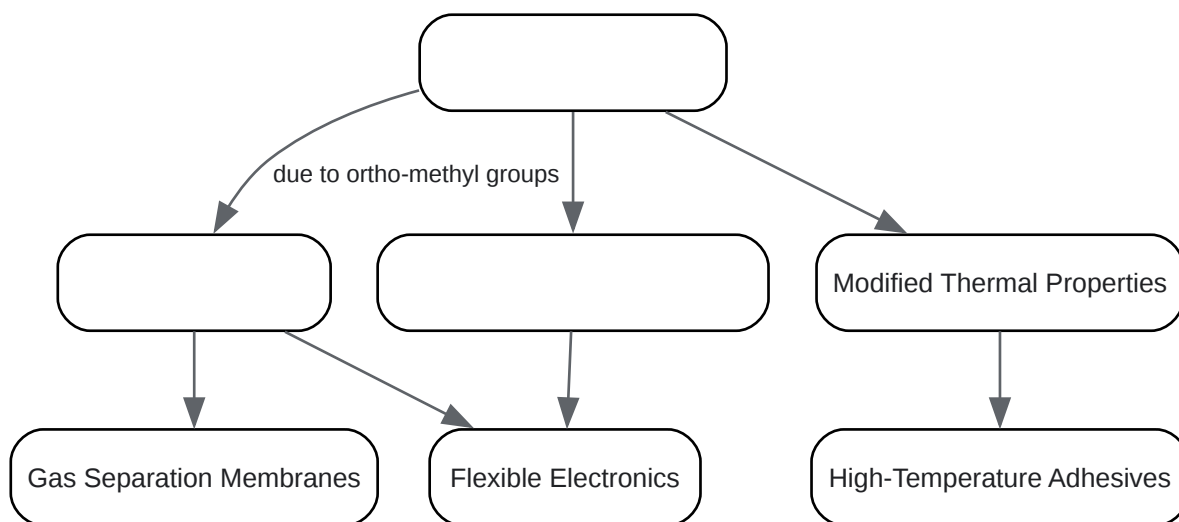 due to ortho-methyl groups
Modified Thermal Properties
Gas Separation Membranes
Flexible Electronics
High-Temperature Adhesives